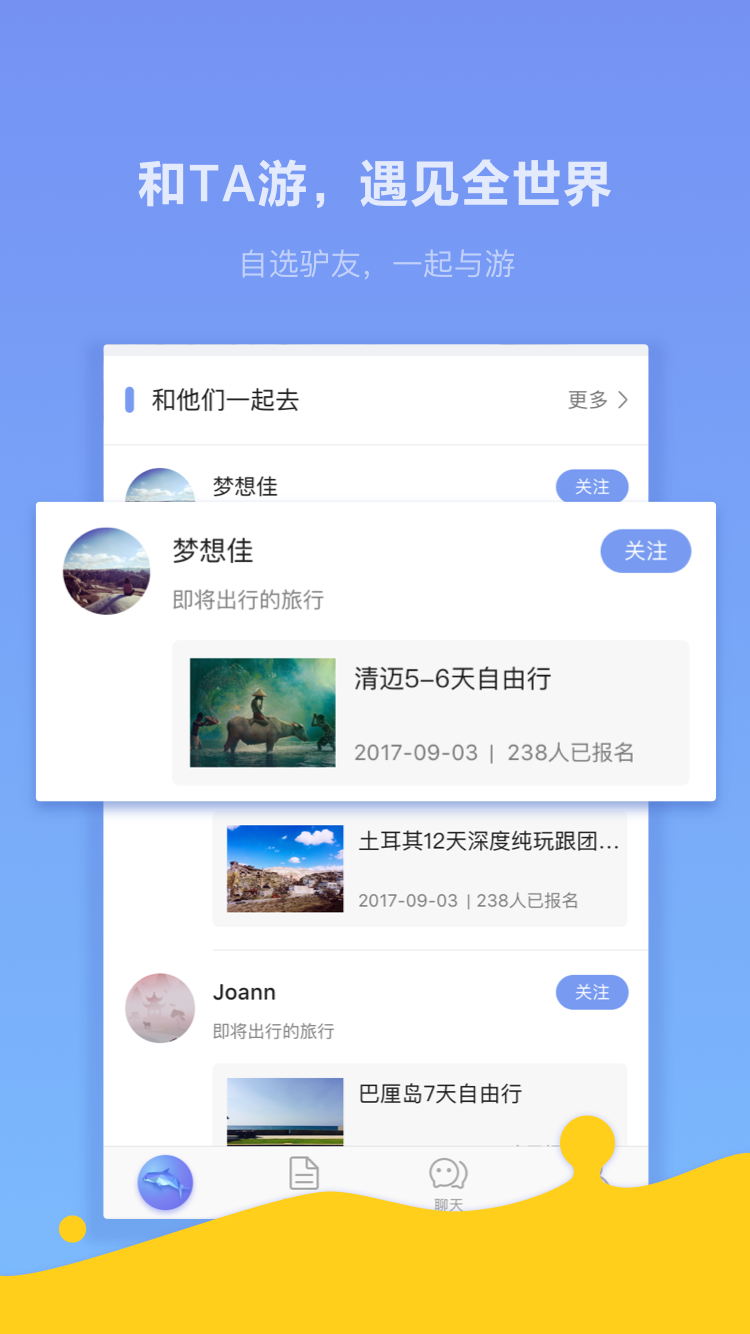 和TA游，遇见全世界
自选驴友，一起与游
和他们一起去
更多
梦想佳
关注
梦想佳
关注
即将出行的旅行
清迈5-6天自由行
2017-09-03 | 238人已报名
土耳其12天深度纯玩跟团...
2017-09-03 | 238人已报名
Joann
关注
即将出行的旅行
巴厘岛7天自由行
聊天